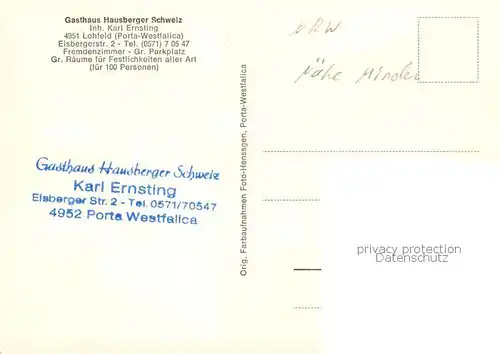 Gasthaus Hausberger Schweiz
Inh. Karl Ernsting
4951 Lohfeld (Porta-Westfalica)
Eisbergerstr. 2 - Tel. (0571) 7 05 47
Fremdenzimmer - Gr. Parkplatz
Gr. Räume für Festlichkeiten aller Art
(für 100 Personen)
Gasthaus Hausberger Schweiz
Karl Ernsting
Eisberger Str. 2 - Tel. 0571/70547
4952 Porta Westfalica
Orig. Farbaufnahmen Foto-Henssgen, Porta-Westfalica
NRW
Nähe Minden
privacy protection
Datenschutz